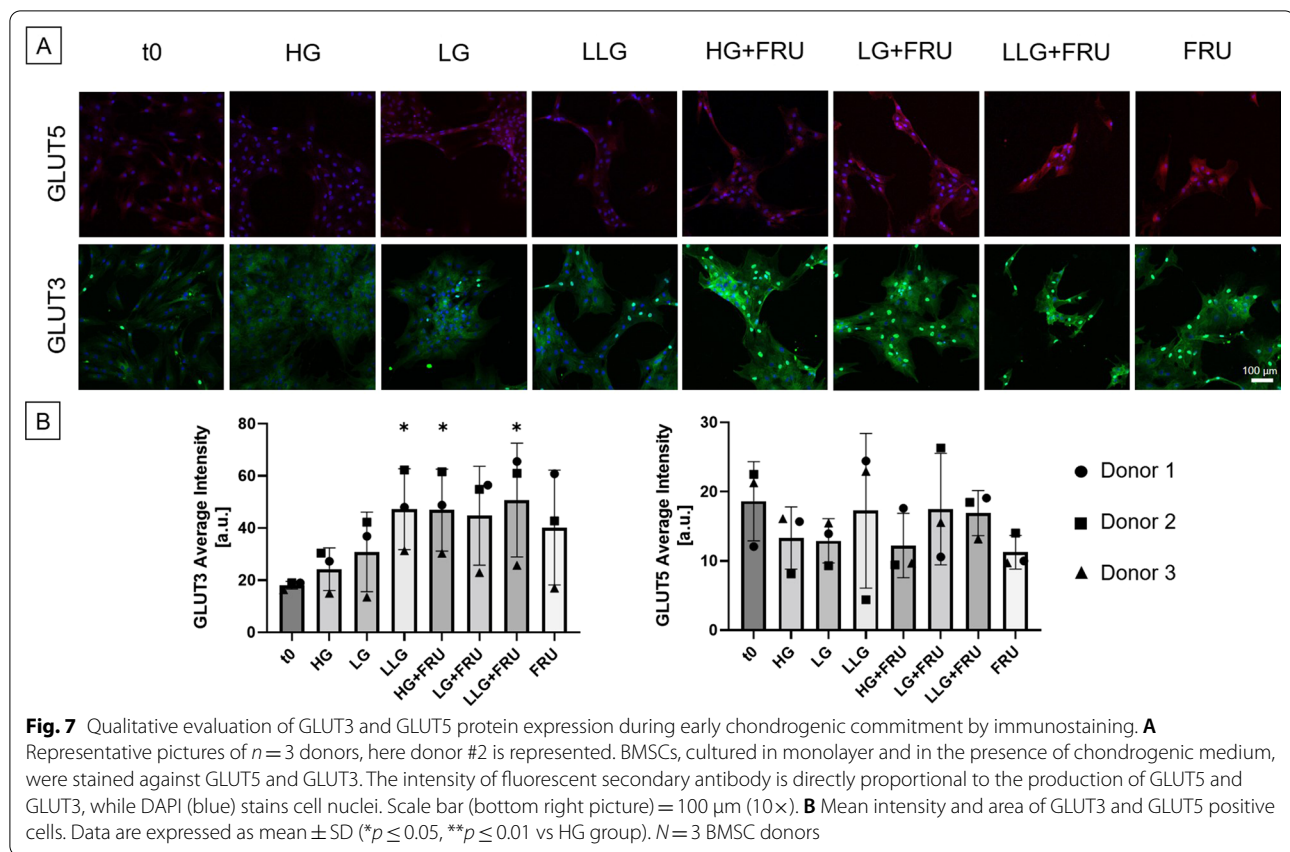 A
t0 HG LG LLG HG+FRU LG+FRU LLG+FRU FRU
GLUT5
GLUT3
100 µm
B
GLUT3 Average Intensity
[a.u.]
80
60
40
20
0
* * *
t0 HG LG LLG HG+FRU LG+FRU LLG+FRU FRU
GLUT5 Average Intensity
[a.u.]
30
20
10
0
t0 HG LG LLG HG+FRU LG+FRU LLG+FRU FRU
Donor 1
Donor 2
Donor 3
Fig. 7 Qualitative evaluation of GLUT3 and GLUT5 protein expression during early chondrogenic commitment by immunostaining. A
Representative pictures of n = 3 donors, here donor #2 is represented. BMSCs, cultured in monolayer and in the presence of chondrogenic medium,
were stained against GLUT5 and GLUT3. The intensity of fluorescent secondary antibody is directly proportional to the production of GLUT5 and
GLUT3, while DAPI (blue) stains cell nuclei. Scale bar (bottom right picture) = 100 µm (10×). B Mean intensity and area of GLUT3 and GLUT5 positive
cells. Data are expressed as mean ± SD (*p ≤ 0.05, **p ≤ 0.01 vs HG group). N = 3 BMSC donors